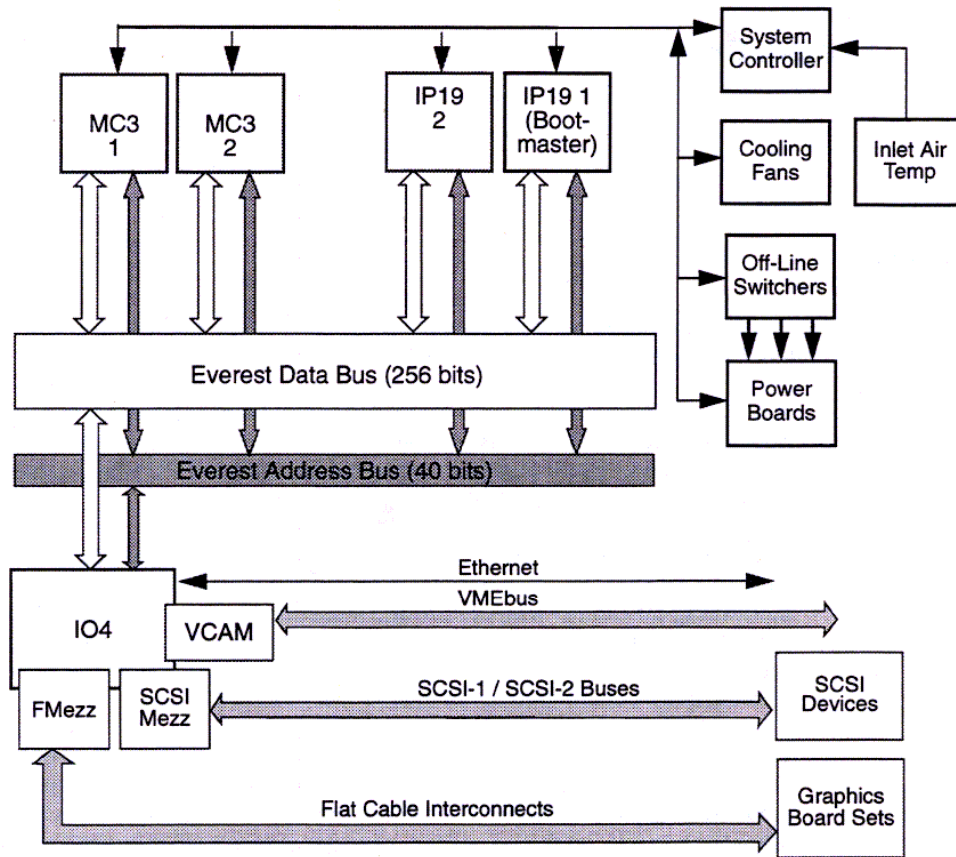 MC3
1
MC3
2
IP19
2
IP19 1
(Boot-
master)
System
Controller
Cooling
Fans
Inlet Air
Temp
Off-Line
Switchers
Power
Boards
Everest Data Bus (256 bits)
Everest Address Bus (40 bits)
Ethernet
VMEbus
IO4
VCAM
FMezz
SCSI
Mezz
SCSI-1 / SCSI-2 Buses
SCSI
Devices
Flat Cable Interconnects
Graphics
Board Sets